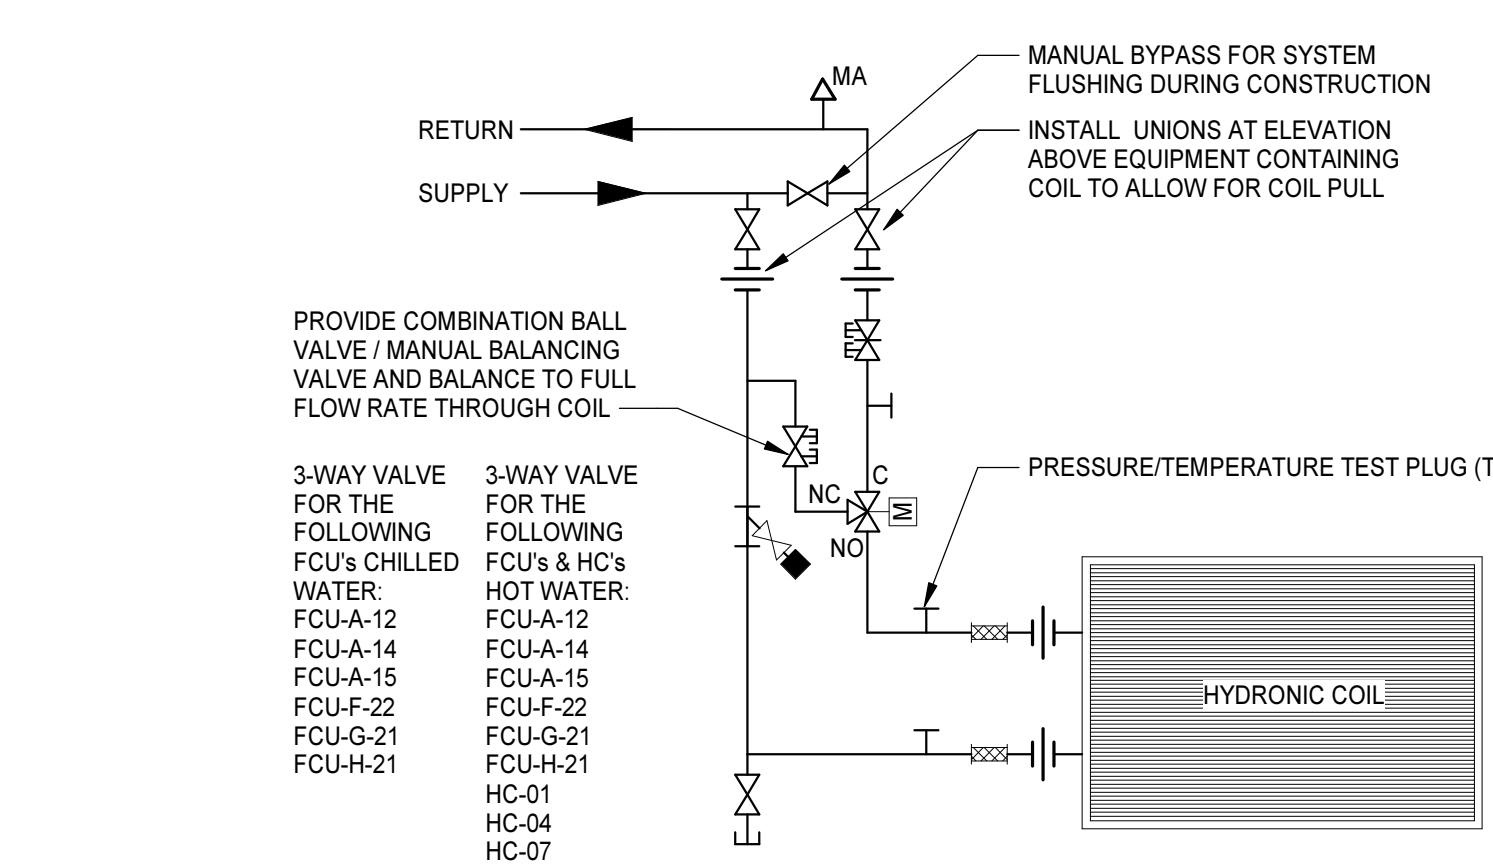 MA
MANUAL BYPASS FOR SYSTEM
FLUSHING DURING CONSTRUCTION
RETURN
INSTALL UNIONS AT ELEVATION
ABOVE EQUIPMENT CONTAINING
COIL TO ALLOW FOR COIL PULL
SUPPLY
PROVIDE COMBINATION BALL
VALVE / MANUAL BALANCING
VALVE AND BALANCE TO FULL
FLOW RATE THROUGH COIL
3-WAY VALVE
FOR THE
FOLLOWING
FCU's CHILLED
WATER:
FCU-A-12
FCU-A-14
FCU-A-15
FCU-F-22
FCU-G-21
FCU-H-21
3-WAY VALVE
FOR THE
FOLLOWING
FCU's & HC's
HOT WATER:
FCU-A-12
FCU-A-14
FCU-A-15
FCU-F-22
FCU-G-21
FCU-H-21
HC-01
HC-04
HC-07
C
NC
M
NO
PRESSURE/TEMPERATURE TEST PLUG (T
HYDRONIC COIL